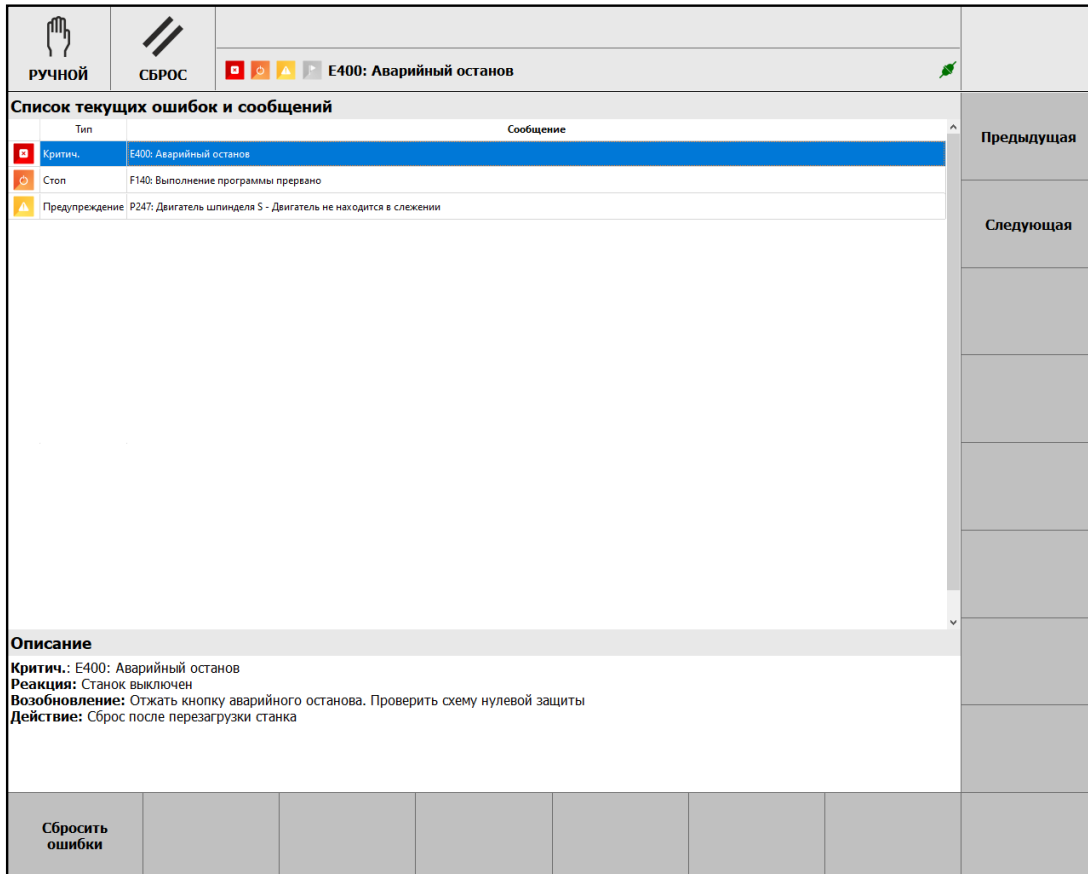 РУЧНОЙ
СБРОС
E400: Аварийный останов
Список текущих ошибок и сообщений
Тип Сообщение
Критич. E400: Аварийный останов
Стоп F140: Выполнение программы прервано
Предупреждение P247: Двигатель шпинделя S - Двигатель не находится в слежении
Предыдущая
Следующая
Описание
Критич.: E400: Аварийный останов
Реакция: Станок выключен
Возобновление: Отжать кнопку аварийного останова. Проверить схему нулевой защиты
Действие: Сброс после перезагрузки станка
Сбросить
ошибки